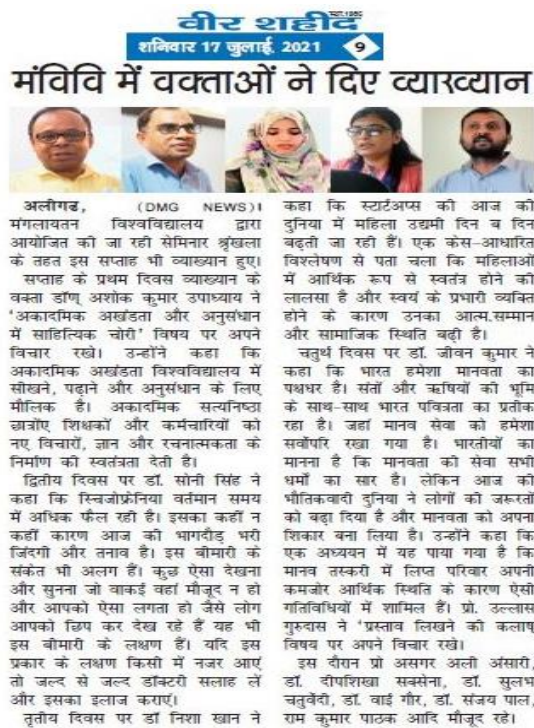 वीर शहीद
शनिवार 17 जुलाई, 2021 9
मंविवि में वक्ताओं ने दिए व्याख्यान
अलीगढ, (DMG NEWS)।
मंगलायतन विश्वविद्यालय द्वारा
आयोजित की जा रही सेमिनार श्रृंखला
के तहत इस सप्ताह भी व्याख्यान हुए।
सप्ताह के प्रथम दिवस व्याख्यान के
वक्ता डॉण् अशोक कुमार उपाध्याय ने
'अकादमिक अखंडता और अनुसंधान
में साहित्यिक चोरी' विषय पर अपने
विचार रखे। उन्होंने कहा कि
अकादमिक अखंडता विश्वविद्यालय में
सीखने, पढ़ाने और अनुसंधान के लिए
मौलिक है। अकादमिक सत्यनिष्ठा
छात्रोंए शिक्षकों और कर्मचारियों को
नए विचारों, ज्ञान और रचनात्मकता के
निर्माण की स्वतंत्रता देती है।
द्वितीय दिवस पर डॉ. सोनी सिंह ने
कहा कि स्चिजोफ्रेनिया वर्तमान समय
में अधिक फैल रही है। इसका कहीं न
कहीं कारण आज की भागदौड़ भरी
जिंदगी और तनाव है। इस बीमारी के
संकेत भी अलग हैं। कुछ ऐसा देखना
और सुनना जो वाकई वहां मौजूद न हो
और आपको ऐसा लगता हो जैसे लोग
आपको छिप कर देख रहे हैं यह भी
इस बीमारी के लक्षण हैं। यदि इस
प्रकार के लक्षण किसी में नजर आएं
तो जल्द से जल्द डॉक्टरी सलाह लें
और इसका इलाज कराएं।
तृतीय दिवस पर डॉ निशा खान ने
कहा कि स्टार्टअप्स की आज की
दुनिया में महिला उद्यमी दिन ब दिन
बढ़ती जा रही हैं। एक केस-आधारित
विश्लेषण से पता चला कि महिलाओं
में आर्थिक रूप से स्वतंत्र होने की
लालसा है और स्वयं के प्रभारी व्यक्ति
होने के कारण उनका आत्म.सम्मान
और सामाजिक स्थिति बढ़ी है।
चतुर्थ दिवस पर डॉ. जीवन कुमार ने
कहा कि भारत हमेशा मानवता का
पक्षधर है। संतों और ऋषियों की भूमि
के साथ-साथ भारत पवित्रता का प्रतीक
रहा है। जहां मानव सेवा को हमेशा
सर्वोपरि रखा गया है। भारतीयों का
मानना है कि मानवता की सेवा सभी
धर्मों का सार है। लेकिन आज की
भौतिकवादी दुनिया ने लोगों की जरूरतों
को बढ़ा दिया है और मानवता को अपना
शिकार बना लिया है। उन्होंने कहा कि
एक अध्ययन में यह पाया गया है कि
मानव तस्करी में लिप्त परिवार अपनी
कमजोर आर्थिक स्थिति के कारण ऐसी
गतिविधियों में शामिल हैं। प्रो. उल्लास
गुरुदास ने 'प्रस्ताव लिखने की कलाष्
विषय पर अपने विचार रखे।
इस दौरान प्रो असगर अली अंसारी,
डॉ. दीपशिखा सक्सेना, डॉ. सुलभ
चतुर्वेदी, डॉ. वाई गौर, डॉ. संजय पाल,
राम कुमार पाठक आदि मौजूद रहे।